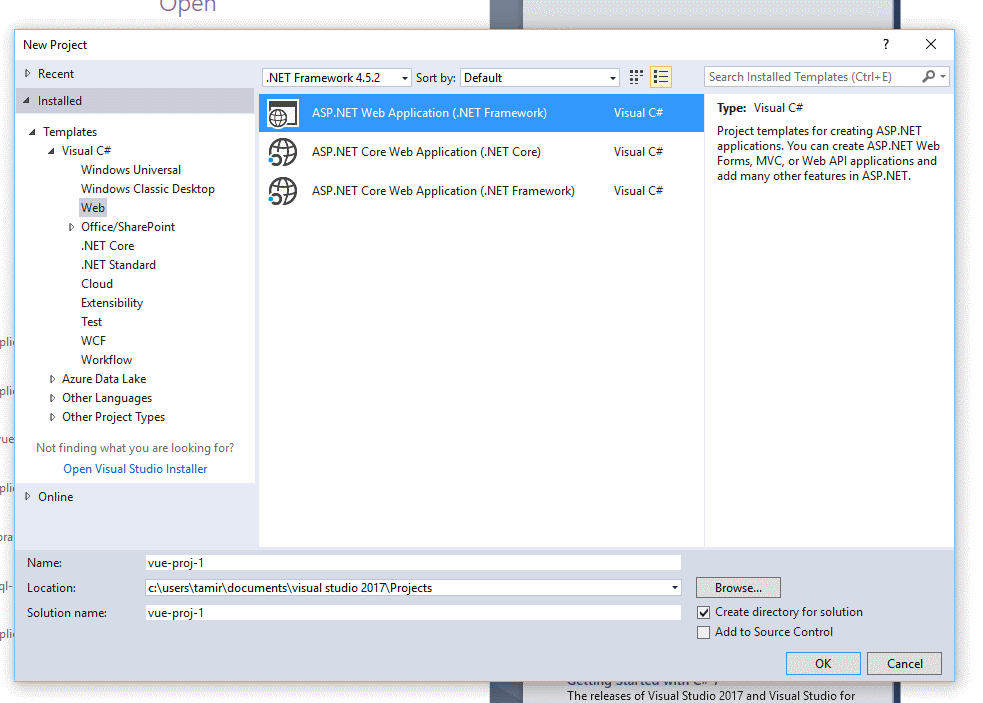 Open
New Project
?
Recent
.NET Framework 4.5.2
Sort by:
Default
Search Installed Templates (Ctrl+E)
Installed
Templates
Visual C#
Windows Universal
Windows Classic Desktop
Web
Office/SharePoint
.NET Core
.NET Standard
Cloud
Extensibility
Test
WCF
Workflow
Azure Data Lake
Other Languages
Other Project Types
Not finding what you are looking for?
Open Visual Studio Installer
Online
ASP.NET Web Application (.NET Framework) Visual C#
ASP.NET Core Web Application (.NET Core) Visual C#
ASP.NET Core Web Application (.NET Framework) Visual C#
Type: Visual C#
Project templates for creating ASP.NET
applications. You can create ASP.NET Web
Forms, MVC, or Web API applications and
add many other features in ASP.NET.
Name: vue-proj-1
Location: c:\users\tamir\documents\visual studio 2017\Projects
Browse...
Solution name: vue-proj-1
Create directory for solution
Add to Source Control
OK
Cancel
Getting Started with C# 7
The releases of Visual Studio 2017 and Visual Studio for